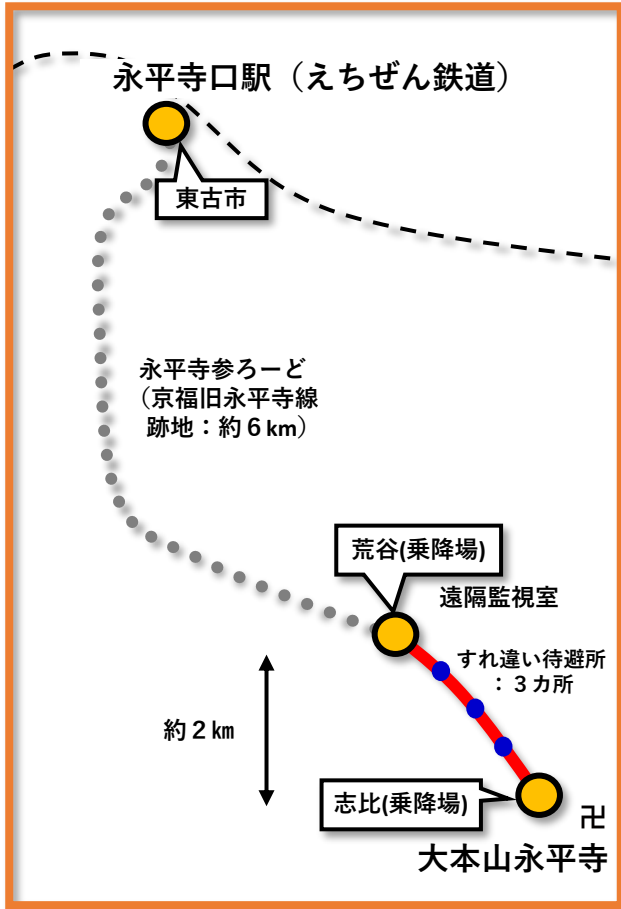 永平寺口駅（えちぜん鉄道）
東古市
永平寺参ろーど
（京福旧永平寺線
跡地：約６km）
荒谷(乗降場)
遠隔監視室
すれ違い待避所
：３カ所
約２㎞
志比(乗降場)
卍
大本山永平寺